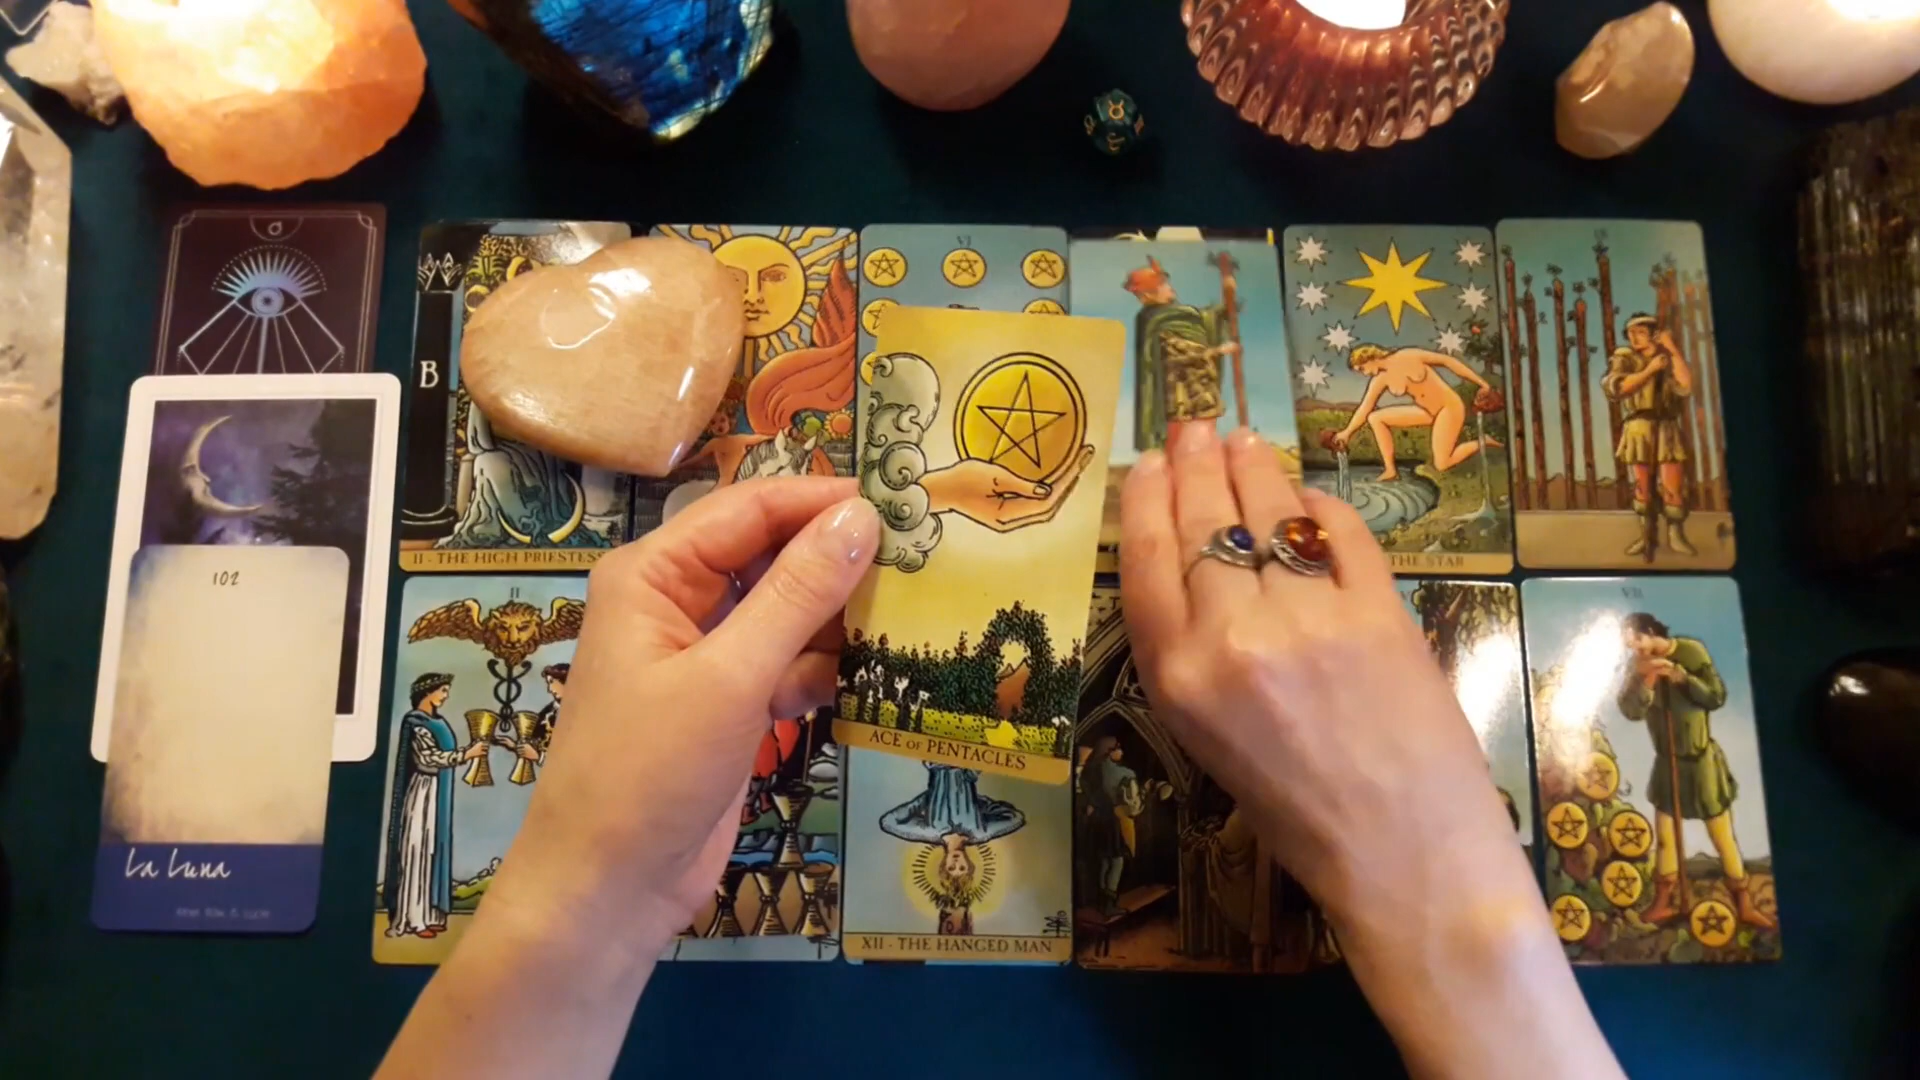 VI
B
II - THE HIGH PRIESTESS
THE STAR
102
II
VII
ACE OF PENTACLES
La Luna
XII - THE HANGED MAN